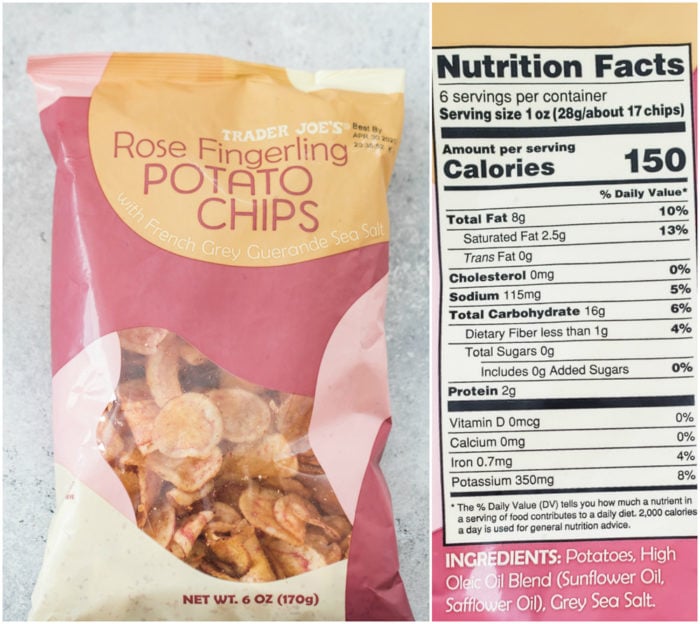 TRADER JOE'S
Best By
Rose Fingerling
POTATO
CHIPS
with French Grey Guerande Sea Salt
NET WT. 6 OZ (170g)
Nutrition Facts
6 servings per container
Serving size 1 oz (28g/about 17 chips)
Amount per serving
Calories 150
% Daily Value*
Total Fat 8g 10%
Saturated Fat 2.5g 13%
Trans Fat 0g
Cholesterol 0mg 0%
Sodium 115mg 5%
Total Carbohydrate 16g 6%
Dietary Fiber less than 1g 4%
Total Sugars 0g
Includes 0g Added Sugars 0%
Protein 2g
Vitamin D 0mcg 0%
Calcium 0mg 0%
Iron 0.7mg 4%
Potassium 350mg 8%
* The % Daily Value (DV) tells you how much a nutrient in
a serving of food contributes to a daily diet. 2,000 calories
a day is used for general nutrition advice.
INGREDIENTS: Potatoes, High
Oleic Oil Blend (Sunflower Oil,
Safflower Oil), Grey Sea Salt.